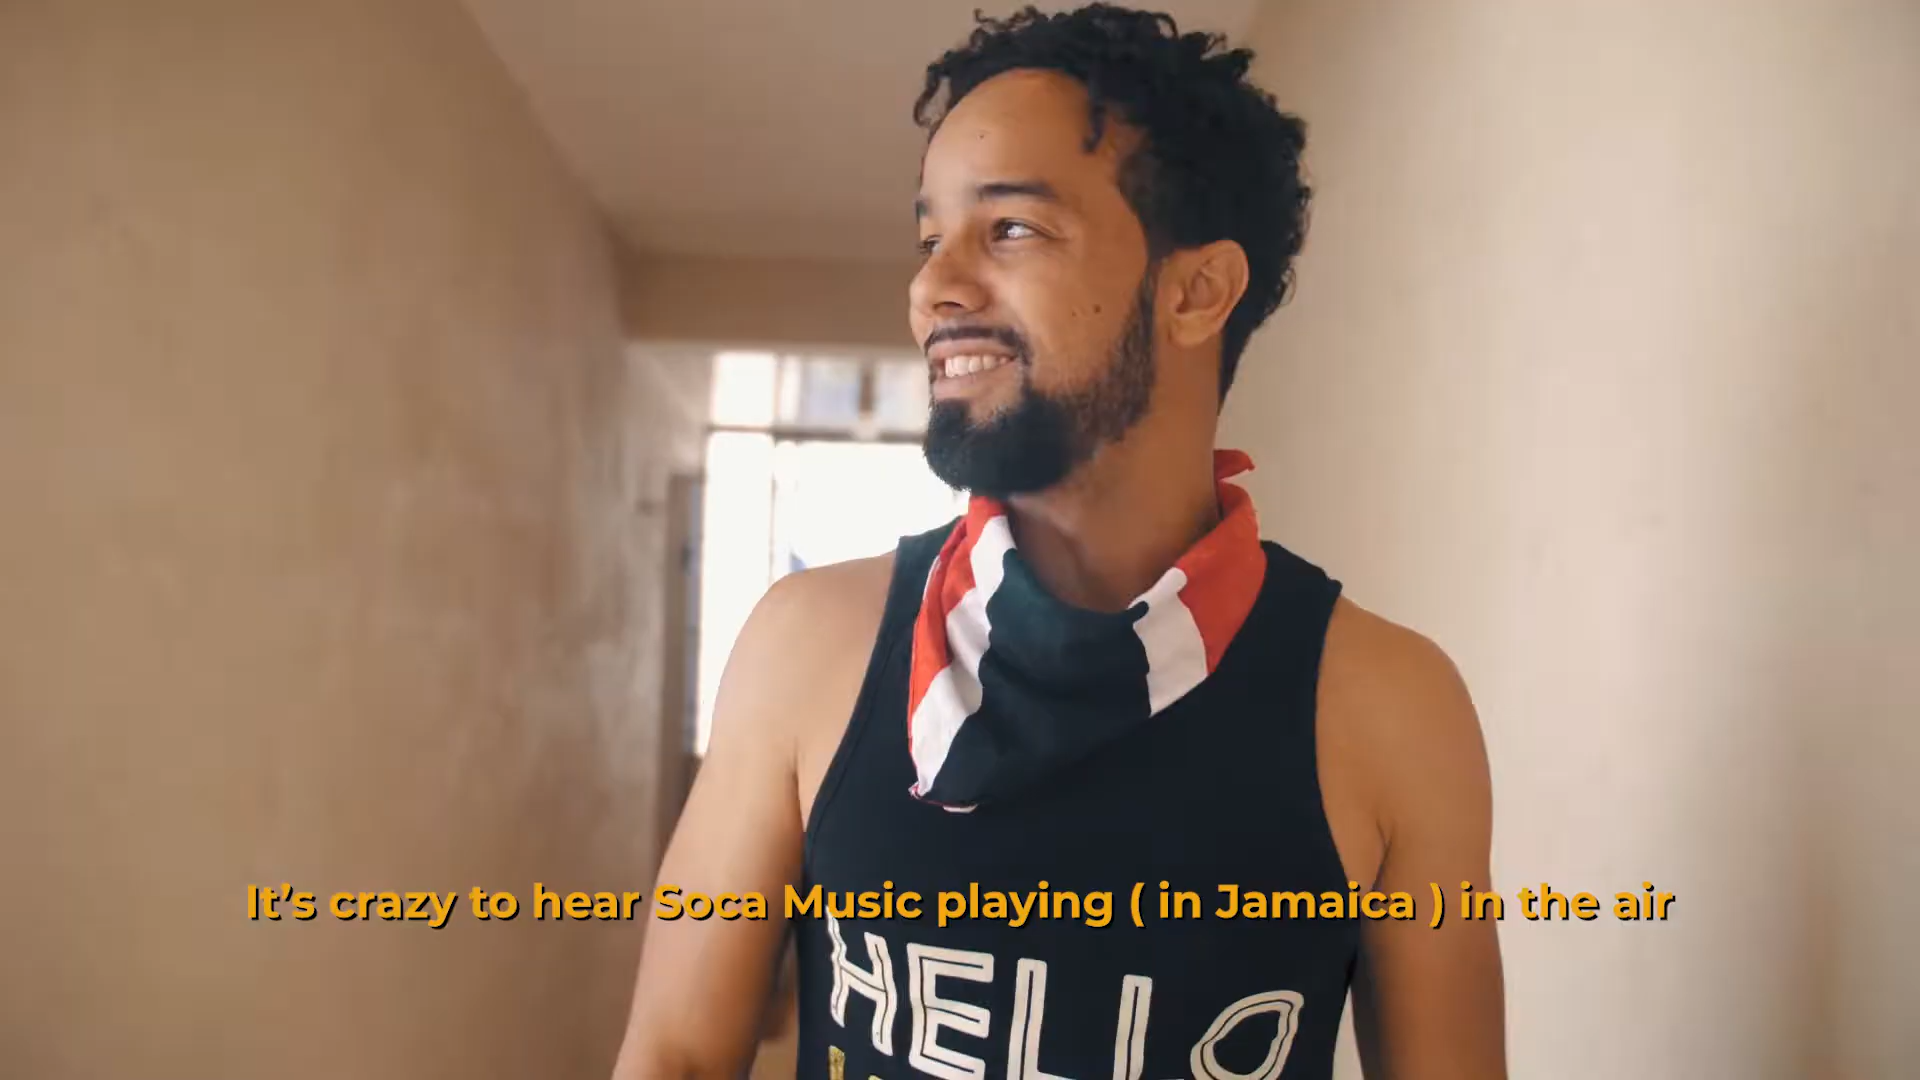 It’s crazy to hear Soca Music playing ( in Jamaica ) in the air
HELLO